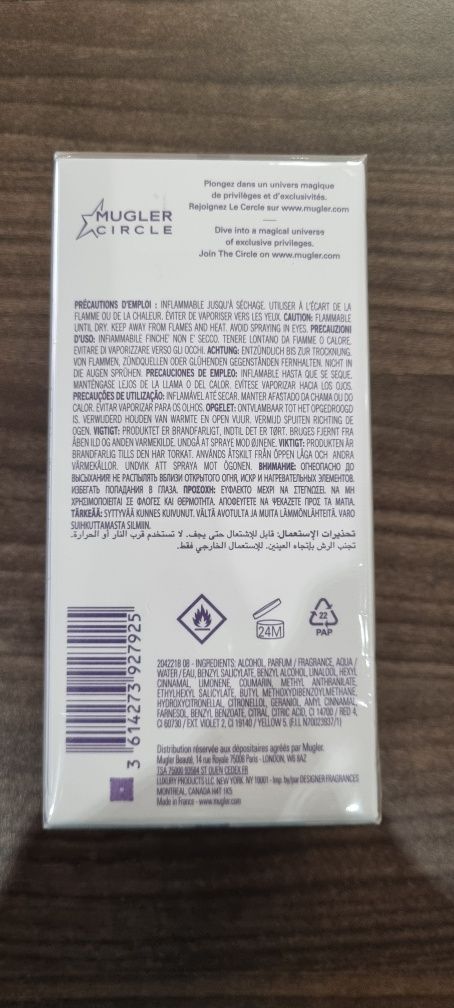 Plongez dans un univers magique
de privilèges et d'exclusivités.
Rejoignez Le Cercle sur www.mugler.com
MUGLER
CIRCLE
Dive into a magical universe
of exclusive privileges.
Join The Circle on www.mugler.com
PRÉCAUTIONS D'EMPLOI : INFLAMMABLE JUSQU'À SÉCHAGE. UTILISER À L'ÉCART DE LA
FLAMME OU DE LA CHALEUR. ÉVITER DE VAPORISER VERS LES YEUX. CAUTION: FLAMMABLE
UNTIL DRY. KEEP AWAY FROM FLAMES AND HEAT. AVOID SPRAYING IN EYES. PRECAUZIONI
D'USO: INFIAMMABILE FINCHE' NON E' SECCO. TENERE LONTANO DA FIAMME O CALORE.
EVITARE DI VAPORIZZARE VERSO GLI OCCHI. ACHTUNG: ENTZÜNDLICH BIS ZUR TROCKNUNG.
VON FLAMMEN, ZÜNDQUELLEN ODER GLÜHENDEN GEGENSTÄNDEN FERNHALTEN. NICHT IN
DIE AUGEN SPRÜHEN. PRECAUCIONES DE EMPLEO: INFLAMABLE HASTA QUE SE SEQUE.
MANTÉNGASE LEJOS DE LA LLAMA O DEL CALOR. EVÍTESE VAPORIZAR HACIA LOS OJOS.
PRECAUÇÕES DE UTILIZAÇÃO: INFLAMÁVEL ATÉ SECAR. MANTER AFASTADO DA CHAMA OU DO
CALOR. EVITAR VAPORIZAR PARA OS OLHOS. OPGELET: ONTVLAMBAAR TOT HET OPGEDROOGD
IS. VERWIJDERD HOUDEN VAN WARMTE EN OPEN VUUR. VERMIJD SPUITEN RICHTING DE
OGEN. VIGTIGT: PRODUKTET ER BRANDFARLIGT, INDTIL DET ER TØRT. BRUGES FJERNT FRA
ÅBEN ILD OG ANDEN VARMEKILDE. UNDGÅ AT SPRAYE MOD ØJNENE. VIKTIGT: PRODUKTEN ÄR
BRANDFARLIG TILLS DEN HAR TORKAT. ANVÄNDS ÅTSKILT FRÅN ÖPPEN LÅGA OCH ANDRA
VÄRMEKÄLLOR. UNDVIK ATT SPRAYA MOT ÖGONEN. ВНИМАНИЕ: ОГНЕОПАСНО ДО
ВЫСЫХАНИЯ! НЕ РАСПЫЛЯТЬ ВБЛИЗИ ОТКРЫТОГО ОГНЯ, ИСКР И НАГРЕВАТЕЛЬНЫХ ЭЛЕМЕНТОВ.
ИЗБЕГАТЬ ПОПАДАНИЯ В ГЛАЗА. ΠΡΟΣΟΧΗ: ΕΥΦΛΕΚΤΟ ΜΕΧΡΙ ΝΑ ΣΤΕΓΝΩΣΕΙ. ΝΑ ΜΗ
ΧΡΗΣΙΜΟΠΟΙΕΙΤΑΙ ΣΕ ΦΛΟΓΕΣ ΚΑΙ ΘΕΡΜΟΤΗΤΑ. ΑΠΟΦΕΥΓΕΤΕ ΝΑ ΨΕΚΑΖΕΤΕ ΠΡΟΣ ΤΑ ΜΑΤΙΑ.
TÄRKEÄÄ: SYTTYVÄÄ KUNNES KUIVUNUT. VÄLTÄ AVOTULTA JA MUITA LÄMMÖNLÄHTEITÄ. VARO
SUIHKUTTAMASTA SILMIIN.
تحذيرات الإستعمال: قابل للإشتعال حتى يجف. لا تستخدم قرب النار أو الحرارة.
تجنب الرش بإتجاه العينين. للإستعمال الخارجي فقط.
24M
22
PAP
3 614273 927925
2042218 08 - INGREDIENTS: ALCOHOL, PARFUM / FRAGRANCE, AQUA /
WATER / EAU, BENZYL SALICYLATE, BENZYL ALCOHOL, LINALOOL, HEXYL
CINNAMAL, LIMONENE, COUMARIN, METHYL ANTHRANILATE,
ETHYLHEXYL SALICYLATE, BUTYL METHOXYDIBENZOYLMETHANE,
HYDROXYCITRONELLAL, CITRONELLOL, GERANIOL, AMYL CINNAMAL,
FARNESOL, BENZYL BENZOATE, CITRAL, CITRIC ACID, CI 14700 / RED 4,
CI 60730 / EXT. VIOLET 2, CI 19140 / YELLOW 5. (F.I.L N70023937/1)
Distribution réservée aux dépositaires agréés par Mugler.
Mugler Beauté, 14 rue Royale 75008 Paris - LONDON, W6 8AZ
TSA 75000 93584 ST OUEN CEDEX FR
LUXURY PRODUCTS LLC. NEW YORK. NY 10001 - Imp. by/par DESIGNER FRAGRANCES
MONTREAL, CANADA H4T 1K5
Made in France - www.mugler.com